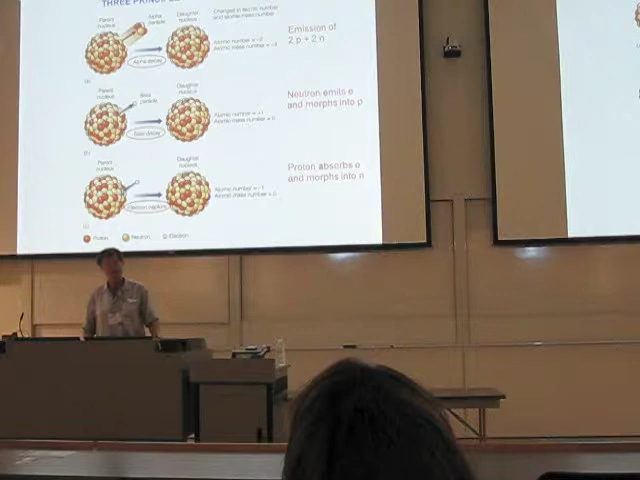 THREE PRINCIPLE
Parent
nucleus
Alpha
particle
Daughter
nucleus
Changes in atomic number
and atomic mass number
Atomic number = -2
Atomic mass number = -4
Alpha decay
Emission of
2 p + 2 n
(a)
Parent
nucleus
Beta
particle
Daughter
nucleus
Atomic number = +1
Atomic mass number = 0
Beta decay
Neutron emits e
and morphs into p
(b)
Parent
nucleus
Daughter
nucleus
Atomic number = -1
Atomic mass number = 0
Electron capture
Proton absorbs e
and morphs into n
(c)
Proton
Neutron
Electron